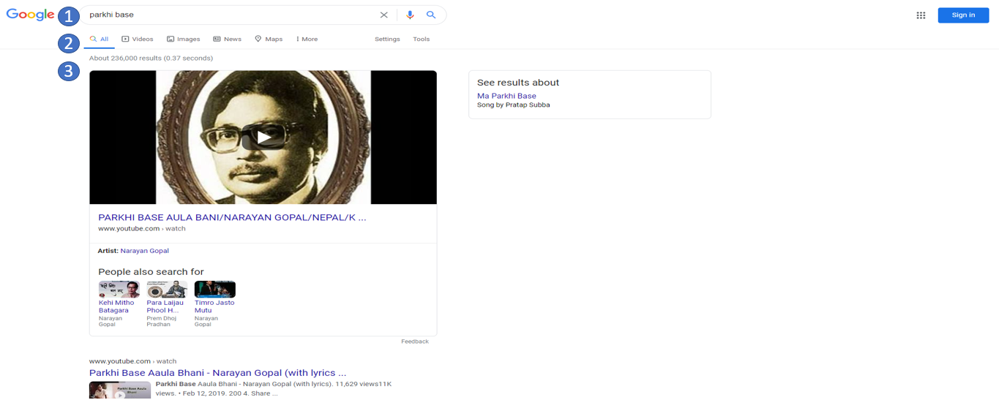 Google 1 parkhi base Sign in
2 All Videos Images News Maps More Settings Tools
About 236,000 results (0.37 seconds)
3
PARKHI BASE AULA BANI/NARAYAN GOPAL/NEPAL/K ...
www.youtube.com › watch
Artist: Narayan Gopal
People also search for
Kehi Mitho
Batagara
Narayan
Gopal
Para Laijau
Phool H...
Prem Dhoj
Pradhan
Timro Jasto
Mutu
Narayan
Gopal
Feedback
See results about
Ma Parkhi Base
Song by Pratap Subba
www.youtube.com › watch
Parkhi Base Aaula Bhani - Narayan Gopal (with lyrics ...
Parkhi Base Aaula
Bhani
Parkhi Base Aaula Bhani - Narayan Gopal (with lyrics). 11,629 views11K
views. • Feb 12, 2019. 200 4. Share ...